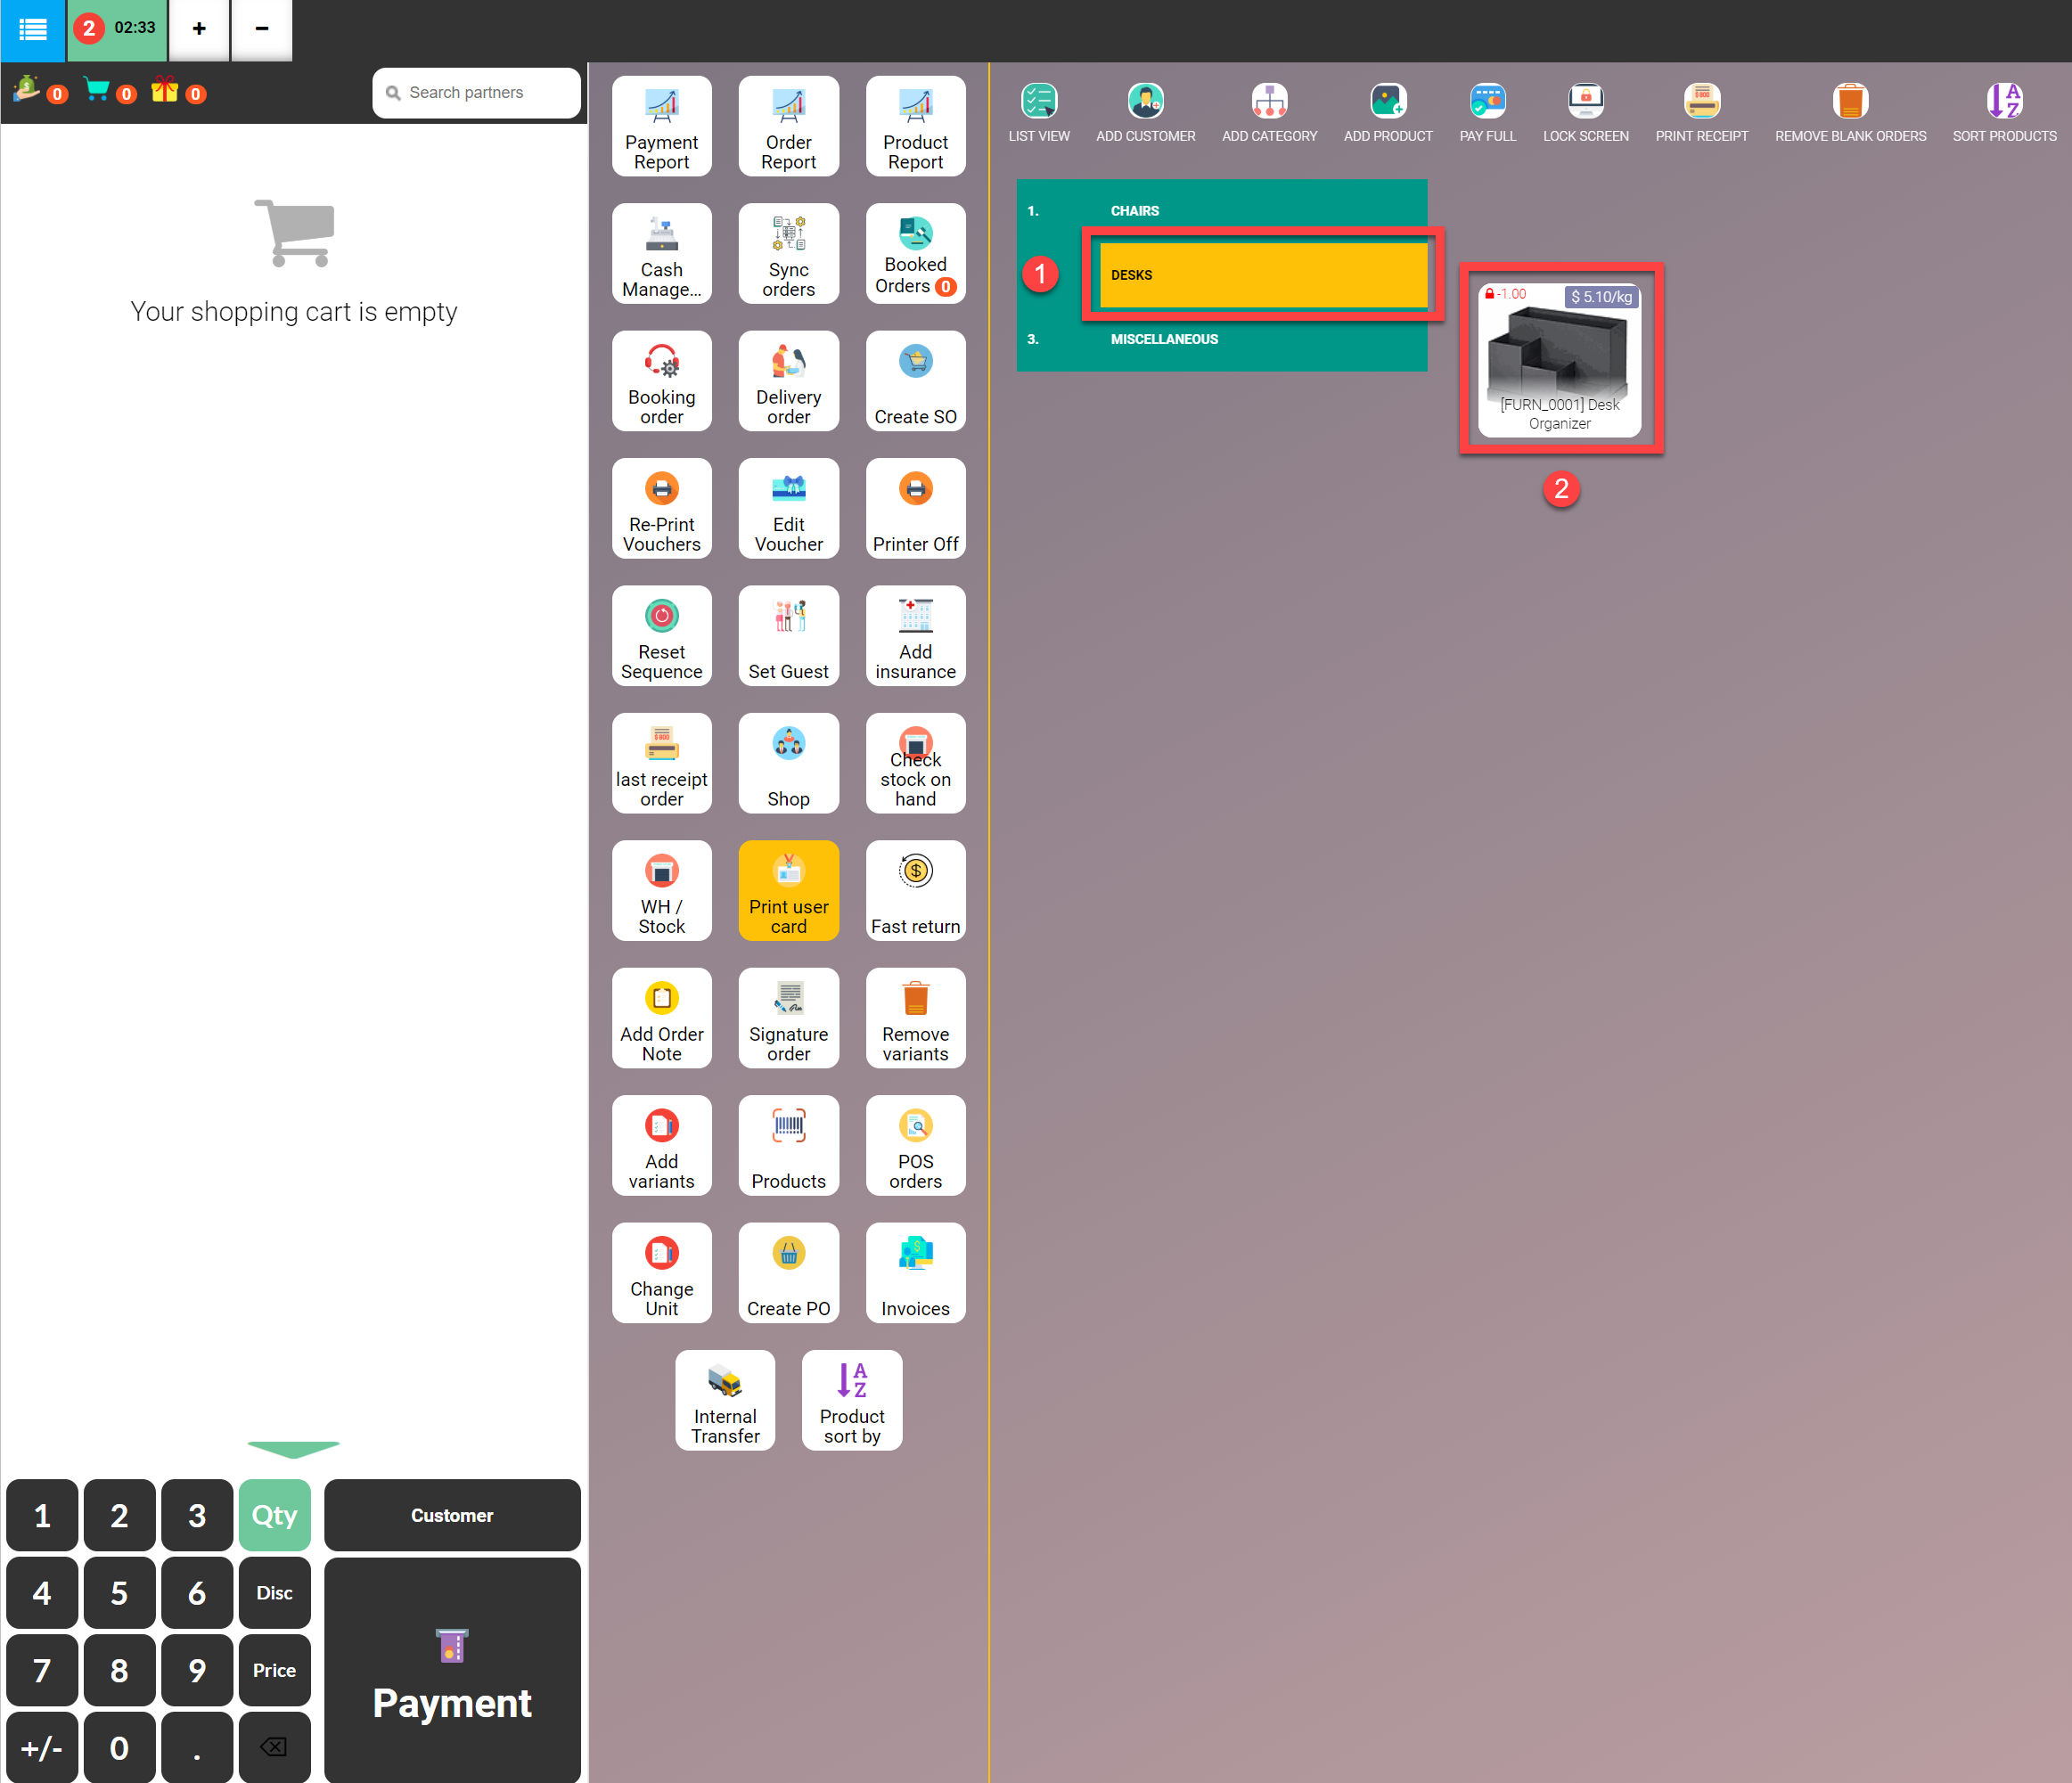 2 02:33 + −
0 0 0
Search partners
Your shopping cart is empty
Payment
Report
Order
Report
Product
Report
Cash
Manage...
Sync
orders
Booked
Orders 0
Booking
order
Delivery
order
Create SO
Re-Print
Vouchers
Edit
Voucher
Printer Off
Reset
Sequence
Set Guest
Add
insurance
last receipt
order
Shop
Check
stock on
hand
WH /
Stock
Print user
card
Fast return
Add Order
Note
Signature
order
Remove
variants
Add
variants
Products
POS
orders
Change
Unit
Create PO
Invoices
Internal
Transfer
A
Z
Product
sort by
LIST VIEW
ADD CUSTOMER
ADD CATEGORY
ADD PRODUCT
PAY FULL
LOCK SCREEN
PRINT RECEIPT
REMOVE BLANK ORDERS
A
Z
SORT PRODUCTS
1. CHAIRS
1 DESKS
3. MISCELLANEOUS
-1.00 $ 5.10/kg
[FURN_0001] Desk
Organizer
2
1 2 3 Qty
4 5 6 Disc
7 8 9 Price
+/- 0 .
Customer
Payment